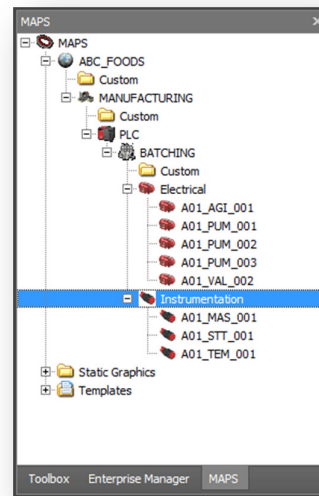 MAPS
MAPS
ABC_FOODS
Custom
MANUFACTURING
Custom
PLC
BATCHING
Custom
Electrical
A01_AGI_001
A01_PUM_001
A01_PUM_002
A01_PUM_003
A01_VAL_002
Instrumentation
A01_MAS_001
A01_STT_001
A01_TEM_001
Static Graphics
Templates
Toolbox Enterprise Manager MAPS